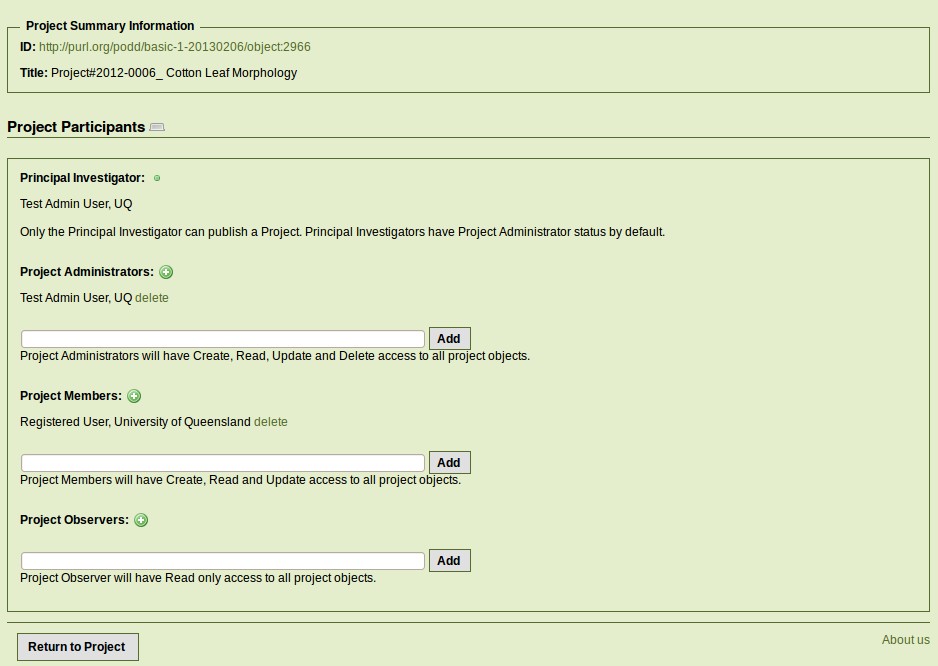 Project Summary Information
ID: http://purl.org/podd/basic-1-20130206/object:2966
Title: Project#2012-0006_ Cotton Leaf Morphology
Project Participants
Principal Investigator:
Test Admin User, UQ
Only the Principal Investigator can publish a Project. Principal Investigators have Project Administrator status by default.
Project Administrators:
Test Admin User, UQ delete
Add
Project Administrators will have Create, Read, Update and Delete access to all project objects.
Project Members:
Registered User, University of Queensland delete
Add
Project Members will have Create, Read and Update access to all project objects.
Project Observers:
Add
Project Observer will have Read only access to all project objects.
Return to Project
About us